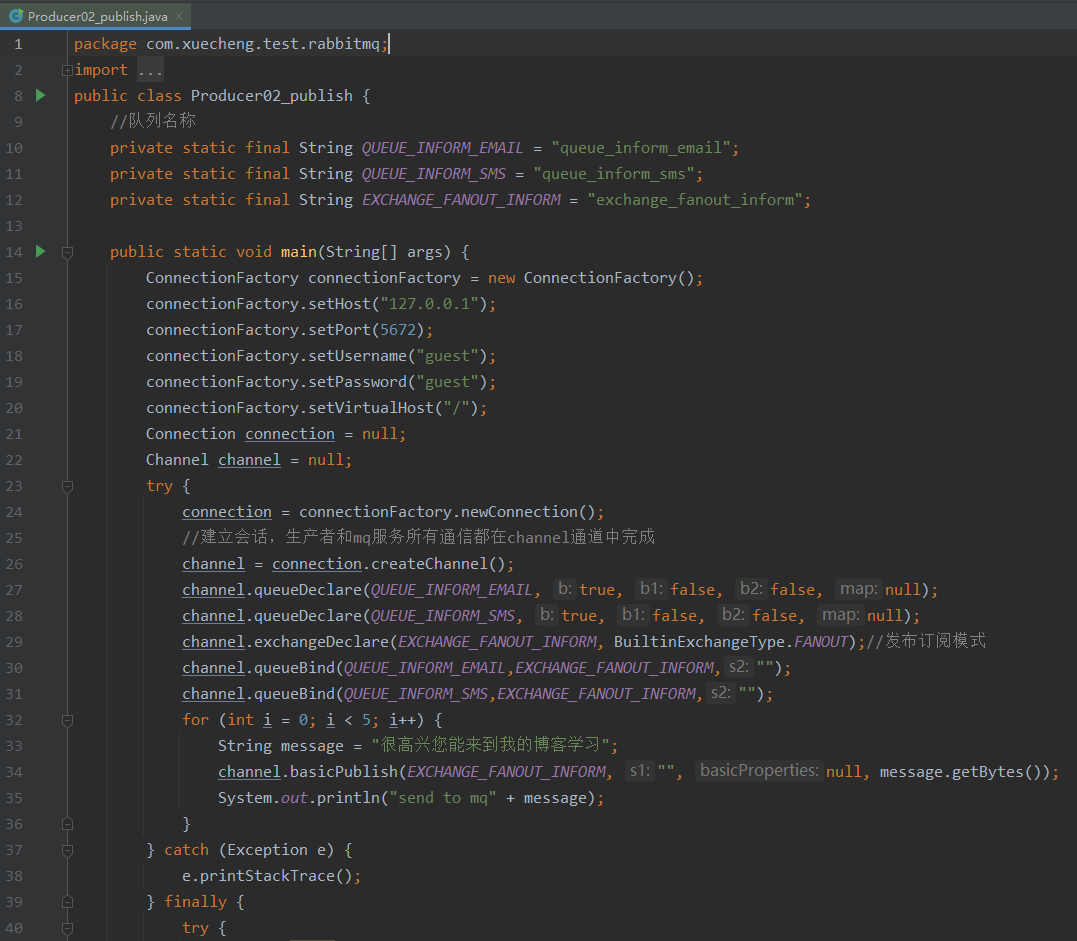 Producer02_publish.java
1 package com.xuecheng.test.rabbitmq;
2 import ...
8 public class Producer02_publish {
9 //队列名称
10 private static final String QUEUE_INFORM_EMAIL = "queue_inform_email";
11 private static final String QUEUE_INFORM_SMS = "queue_inform_sms";
12 private static final String EXCHANGE_FANOUT_INFORM = "exchange_fanout_inform";
13
14 public static void main(String[] args) {
15 ConnectionFactory connectionFactory = new ConnectionFactory();
16 connectionFactory.setHost("127.0.0.1");
17 connectionFactory.setPort(5672);
18 connectionFactory.setUsername("guest");
19 connectionFactory.setPassword("guest");
20 connectionFactory.setVirtualHost("/");
21 Connection connection = null;
22 Channel channel = null;
23 try {
24 connection = connectionFactory.newConnection();
25 //建立会话，生产者和mq服务所有通信都在channel通道中完成
26 channel = connection.createChannel();
27 channel.queueDeclare(QUEUE_INFORM_EMAIL, b: true, b1: false, b2: false, map: null);
28 channel.queueDeclare(QUEUE_INFORM_SMS, b: true, b1: false, b2: false, map: null);
29 channel.exchangeDeclare(EXCHANGE_FANOUT_INFORM, BuiltinExchangeType.FANOUT);//发布订阅模式
30 channel.queueBind(QUEUE_INFORM_EMAIL,EXCHANGE_FANOUT_INFORM, s2: "");
31 channel.queueBind(QUEUE_INFORM_SMS,EXCHANGE_FANOUT_INFORM, s2: "");
32 for (int i = 0; i < 5; i++) {
33 String message = "很高兴您能来到我的博客学习";
34 channel.basicPublish(EXCHANGE_FANOUT_INFORM, s1: "", basicProperties: null, message.getBytes());
35 System.out.println("send to mq" + message);
36 }
37 } catch (Exception e) {
38 e.printStackTrace();
39 } finally {
40 try {